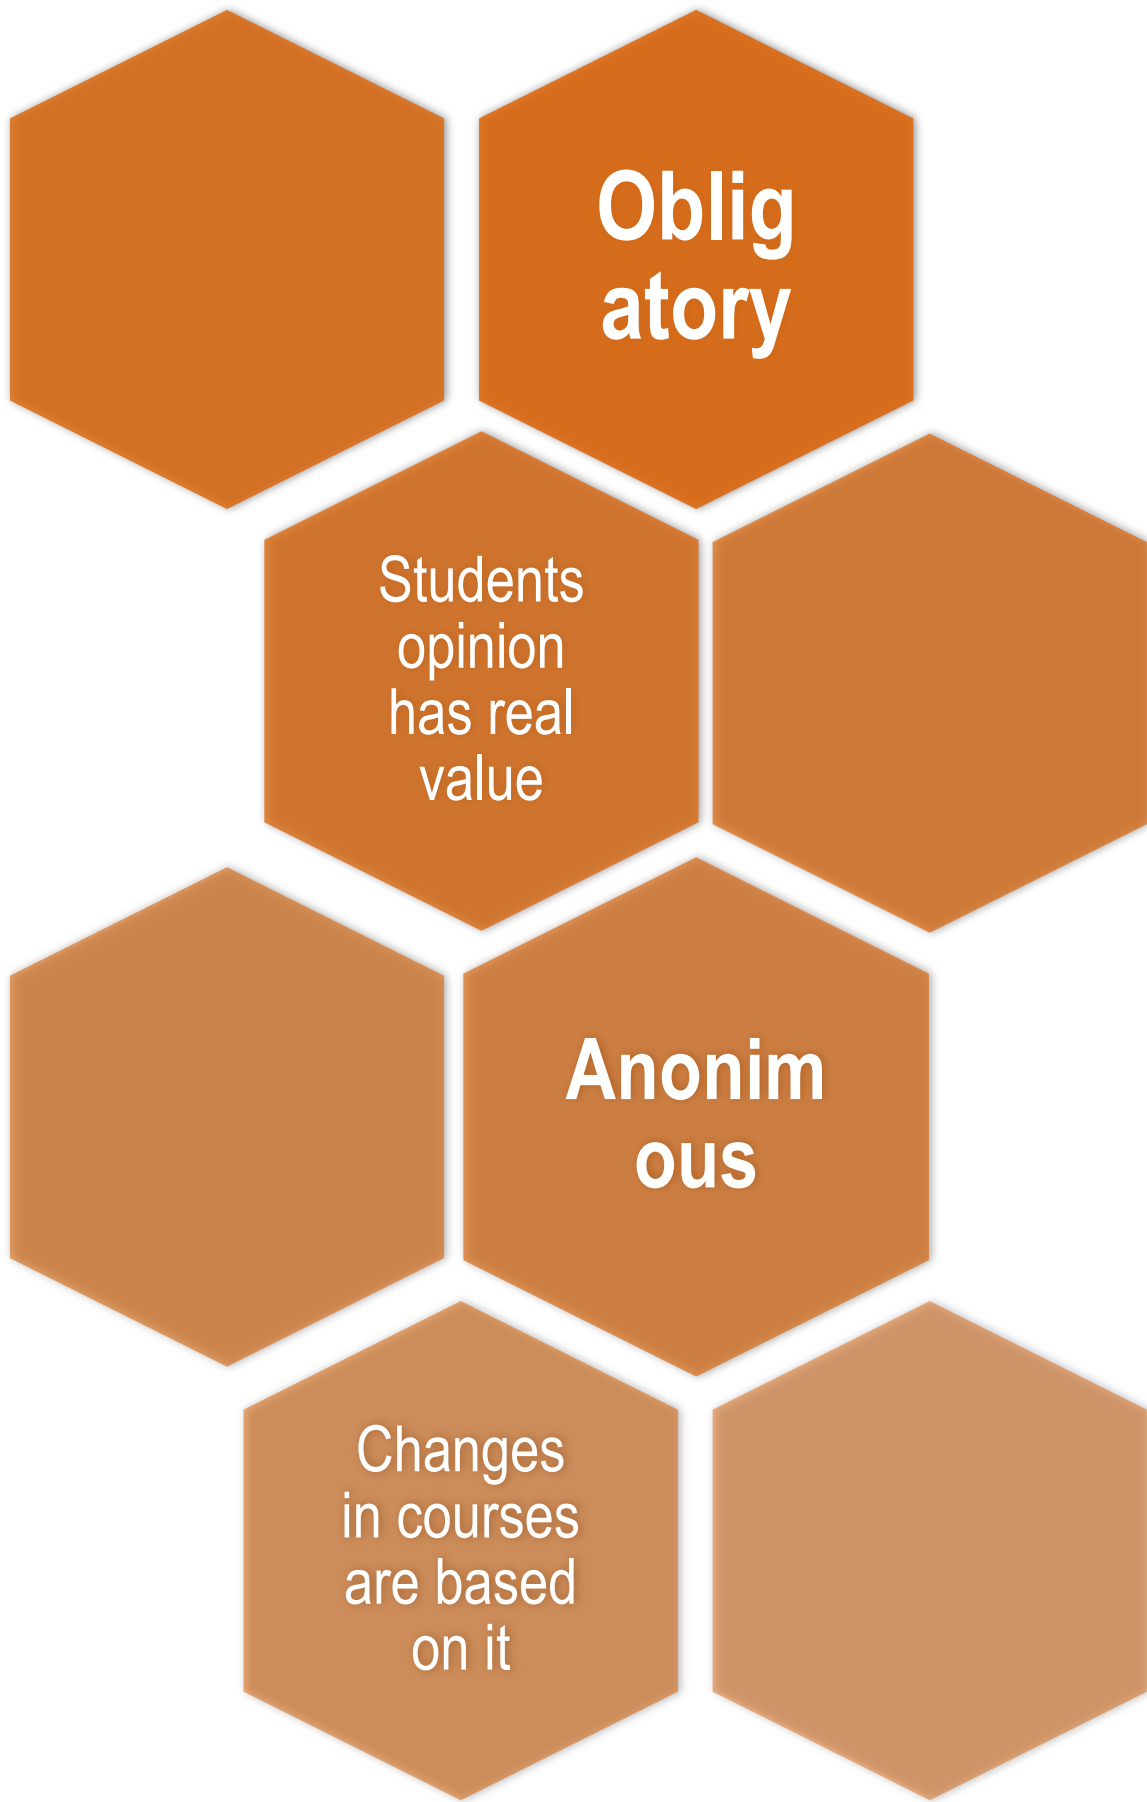 Oblig
atory
Students
opinion
has real
value
Anonim
ous
Changes
in courses
are based
on it